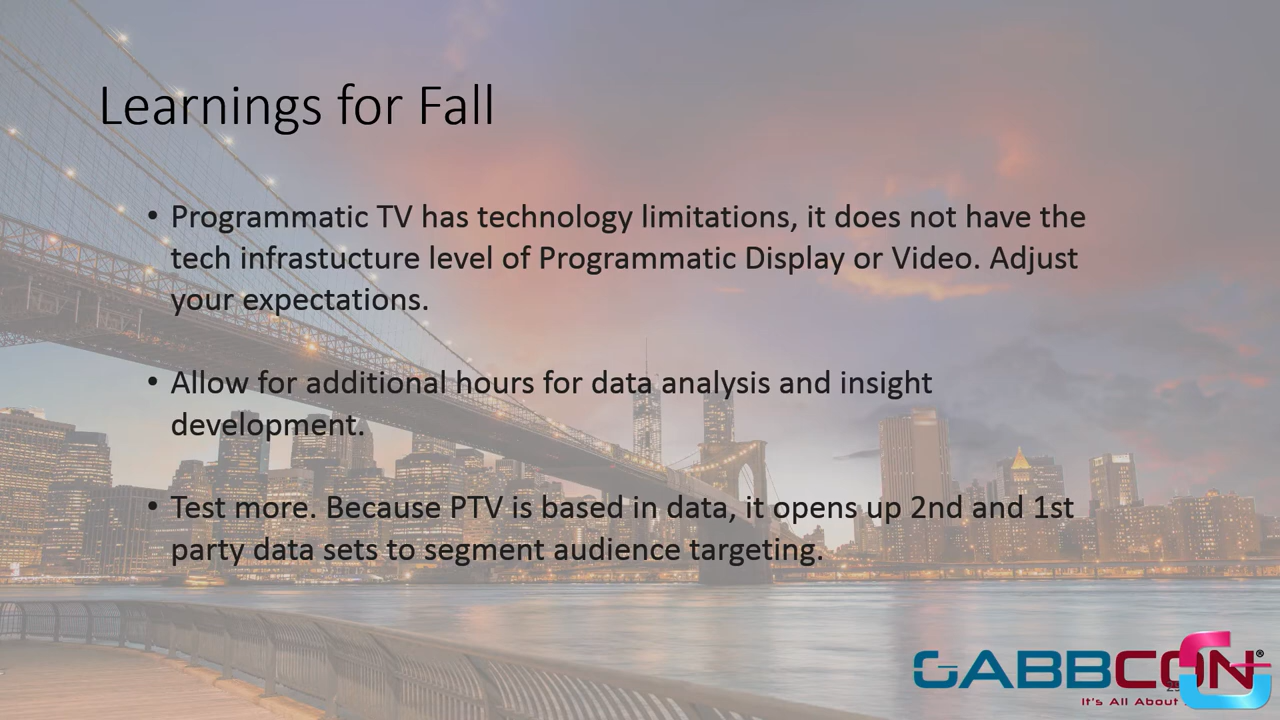 Learnings for Fall
• Programmatic TV has technology limitations, it does not have the
tech infrastucture level of Programmatic Display or Video. Adjust
your expectations.
• Allow for additional hours for data analysis and insight
development.
• Test more. Because PTV is based in data, it opens up 2nd and 1st
party data sets to segment audience targeting.
GABBCON®
It's All About